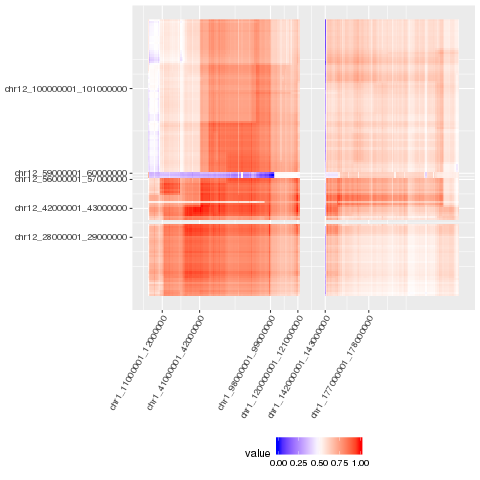 chr12_100000001_101000000
chr12_59000001_60000000
chr12_56000001_57000000
chr12_42000001_43000000
chr12_28000001_29000000
chr1_11000001_12000000
chr1_41000001_42000000
chr1_98000001_99000000
chr1_120000001_121000000
chr1_142000001_143000000
chr1_177000001_178000000
value
0.00 0.25 0.50 0.75 1.00